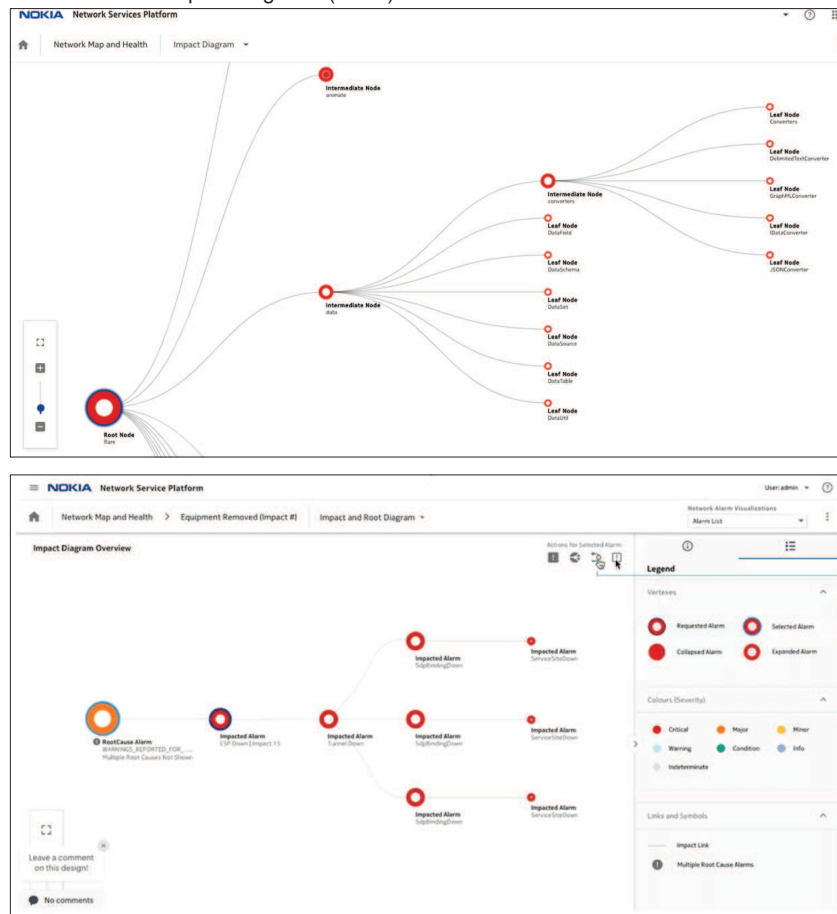 NOKIA Network Services Platform
Network Map and Health
Impact Diagram
Intermediate Node
animate
Leaf Node
Converters
Leaf Node
DelimitedTextConverter
Intermediate Node
converters
Leaf Node
GraphMLConverter
Leaf Node
DataField
Leaf Node
IDataConverter
Leaf Node
DataSchema
Leaf Node
JSONConverter
Intermediate Node
data
Leaf Node
DataSet
Leaf Node
DataSource
Leaf Node
DataTable
Leaf Node
DataUtil
Root Node
flare
NOKIA Network Service Platform
User: admin
Network Map and Health > Equipment Removed (Impact #)
Impact and Root Diagram
Network Alarm Visualizations
Alarm List
Impact Diagram Overview
Actions for Selected Alarm
Legend
Vertexes
Requested Alarm
Selected Alarm
Collapsed Alarm
Expanded Alarm
Colours (Severity)
Critical
Major
Minor
Warning
Condition
Info
Indeterminate
Links and Symbols
Impact Link
Multiple Root Cause Alarms
Impacted Alarm
SdpBindingDown
Impacted Alarm
ServiceSiteDown
RootCause Alarm
WARNINGS_REPORTED_FOR_...
Multiple Root Causes Not Shown
Impacted Alarm
Impacted Alarm
Tunnel Down
Impacted Alarm
SdpBindingDown
Impacted Alarm
ServiceSiteDown
Impacted Alarm
SdpBindingDown
Impacted Alarm
ServiceSiteDown
Leave a comment
on this design!
No comments